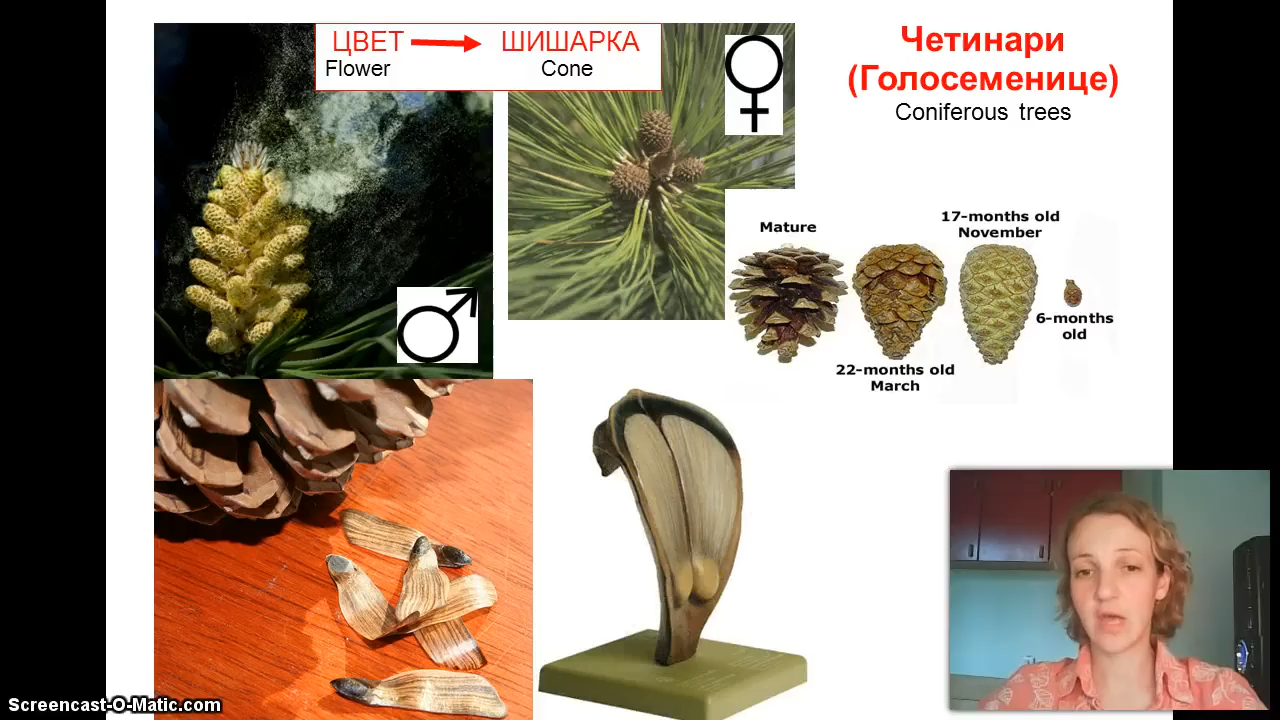 ЦВЕТ ШИШАРКА
Flower Cone
Четинари
(Голосеменице)
Coniferous trees
Mature
17-months old
November
6-months
old
22-months old
March
Screencast-O-Matic.com